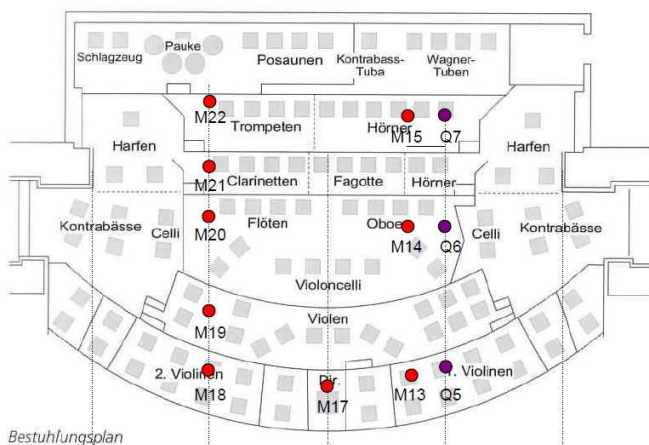 Schlagzeug Pauke Posaunen Kontrabass- Tuba Wagner- Tuben
M22 Trompeten Hörner M15 Q7
Harfen Harfen
M21 Clarinetten Fagotte Hörner
Kontrabässe Celli M20 Flöten Oboe M14 Q6 Celli Kontrabässe
Violoncelli
M19 Violen
2. Violinen Dir. 1. Violinen
M18 M17 M13 Q5
Bestuhlungsplan